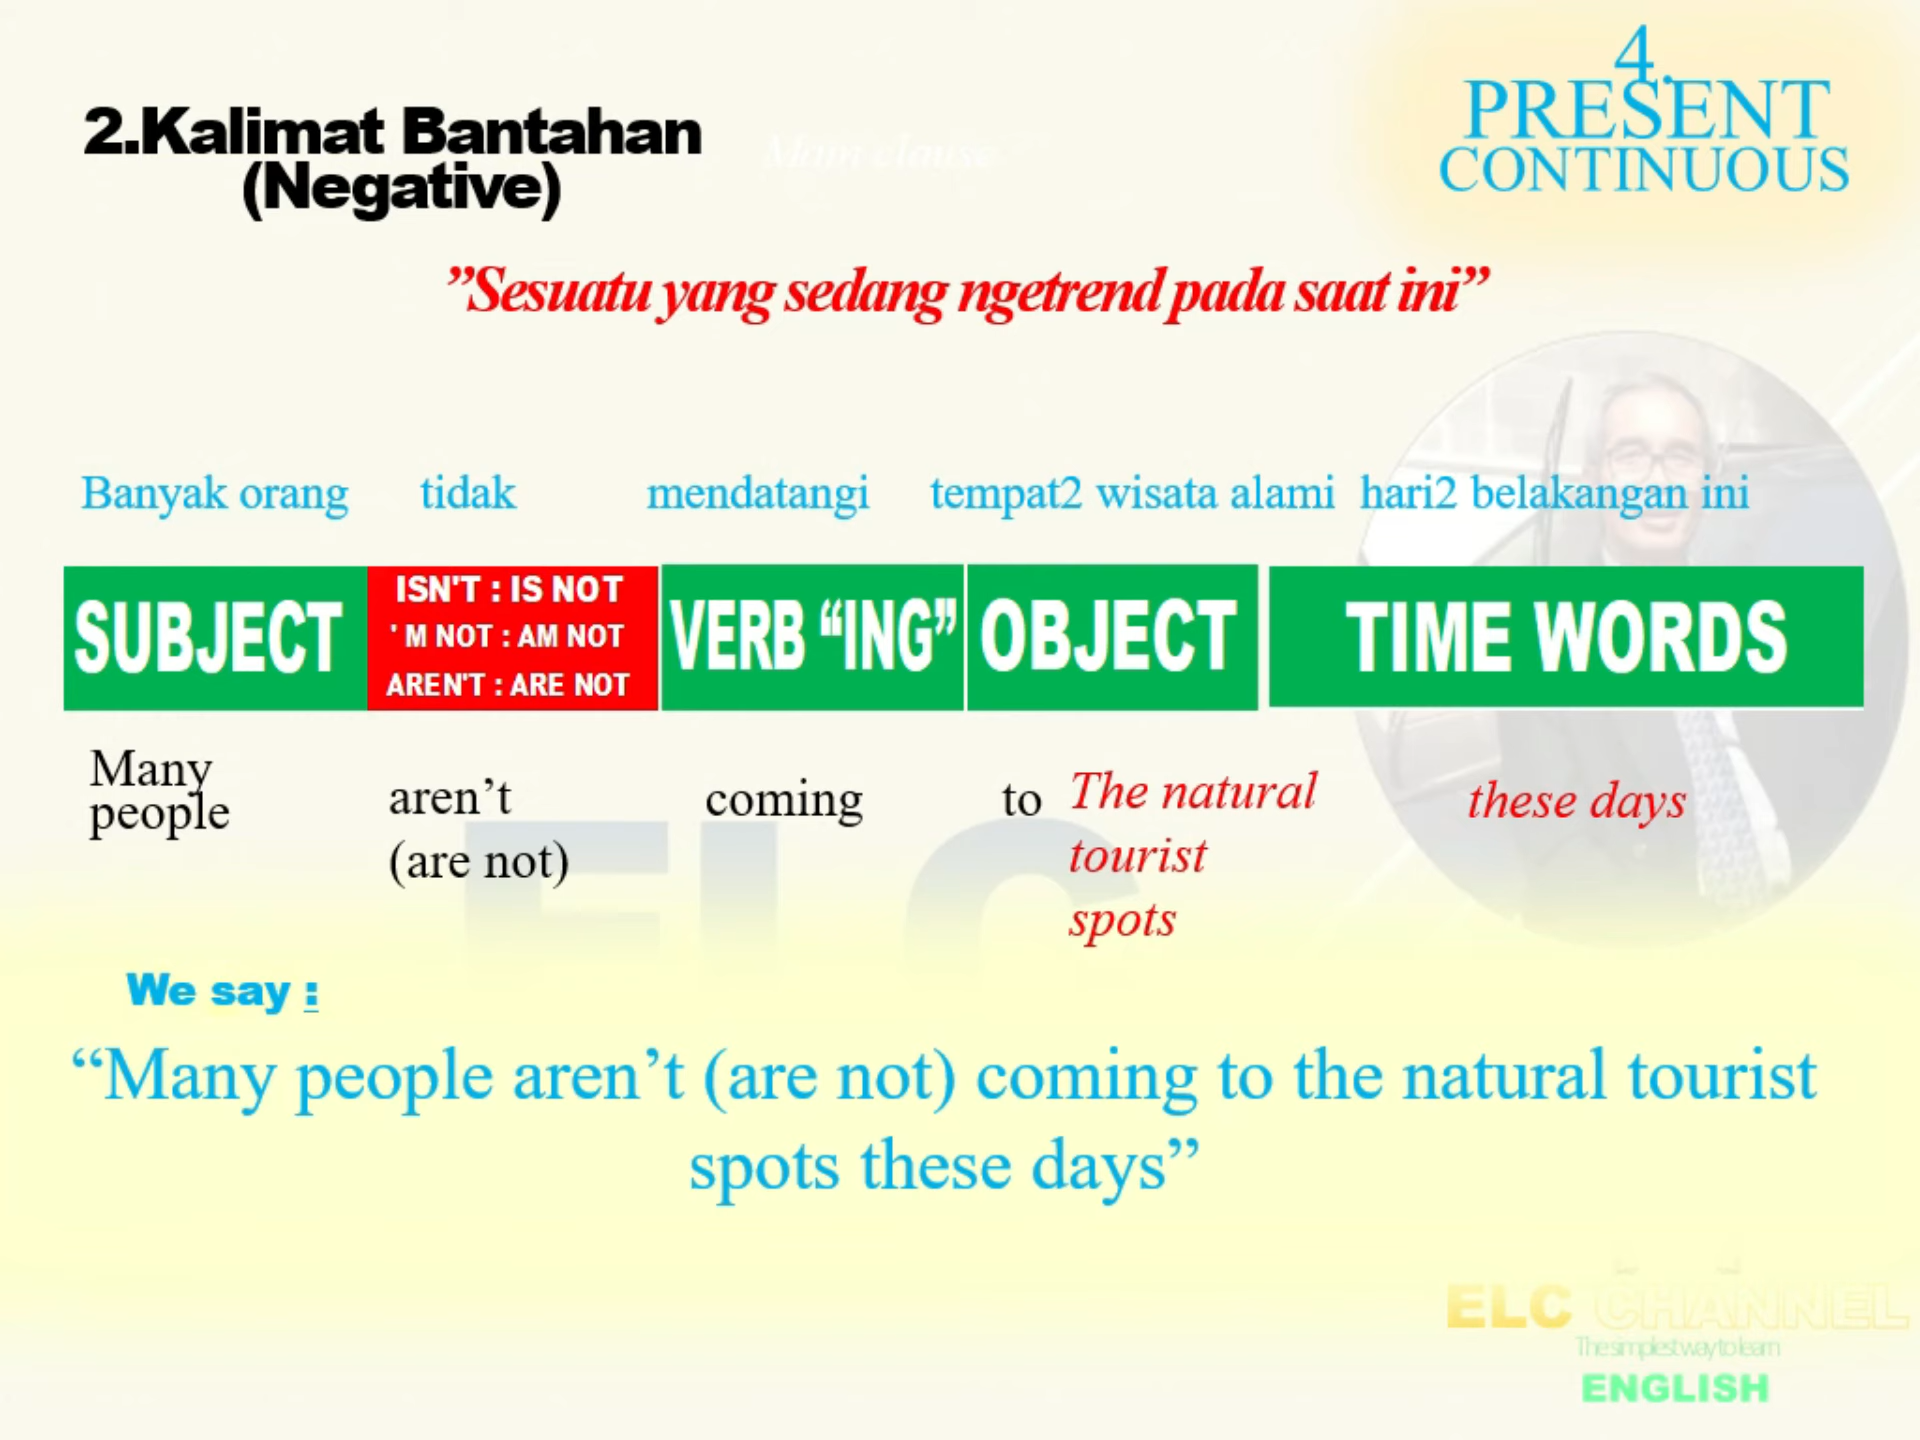 4.
PRESENT
CONTINUOUS
2.Kalimat Bantahan
(Negative)
Main clause
”Sesuatu yang sedang ngetrend pada saat ini”
Banyak orang tidak mendatangi tempat2 wisata alami hari2 belakangan ini
SUBJECT
ISN'T : IS NOT
' M NOT : AM NOT
AREN'T : ARE NOT
VERB “ING”
OBJECT
TIME WORDS
Many
people
aren’t
(are not)
coming
to
The natural
tourist
spots
these days
ELC
We say :
“Many people aren’t (are not) coming to the natural tourist
spots these days”
ELC CHANNEL
The simplest way to learn
ENGLISH